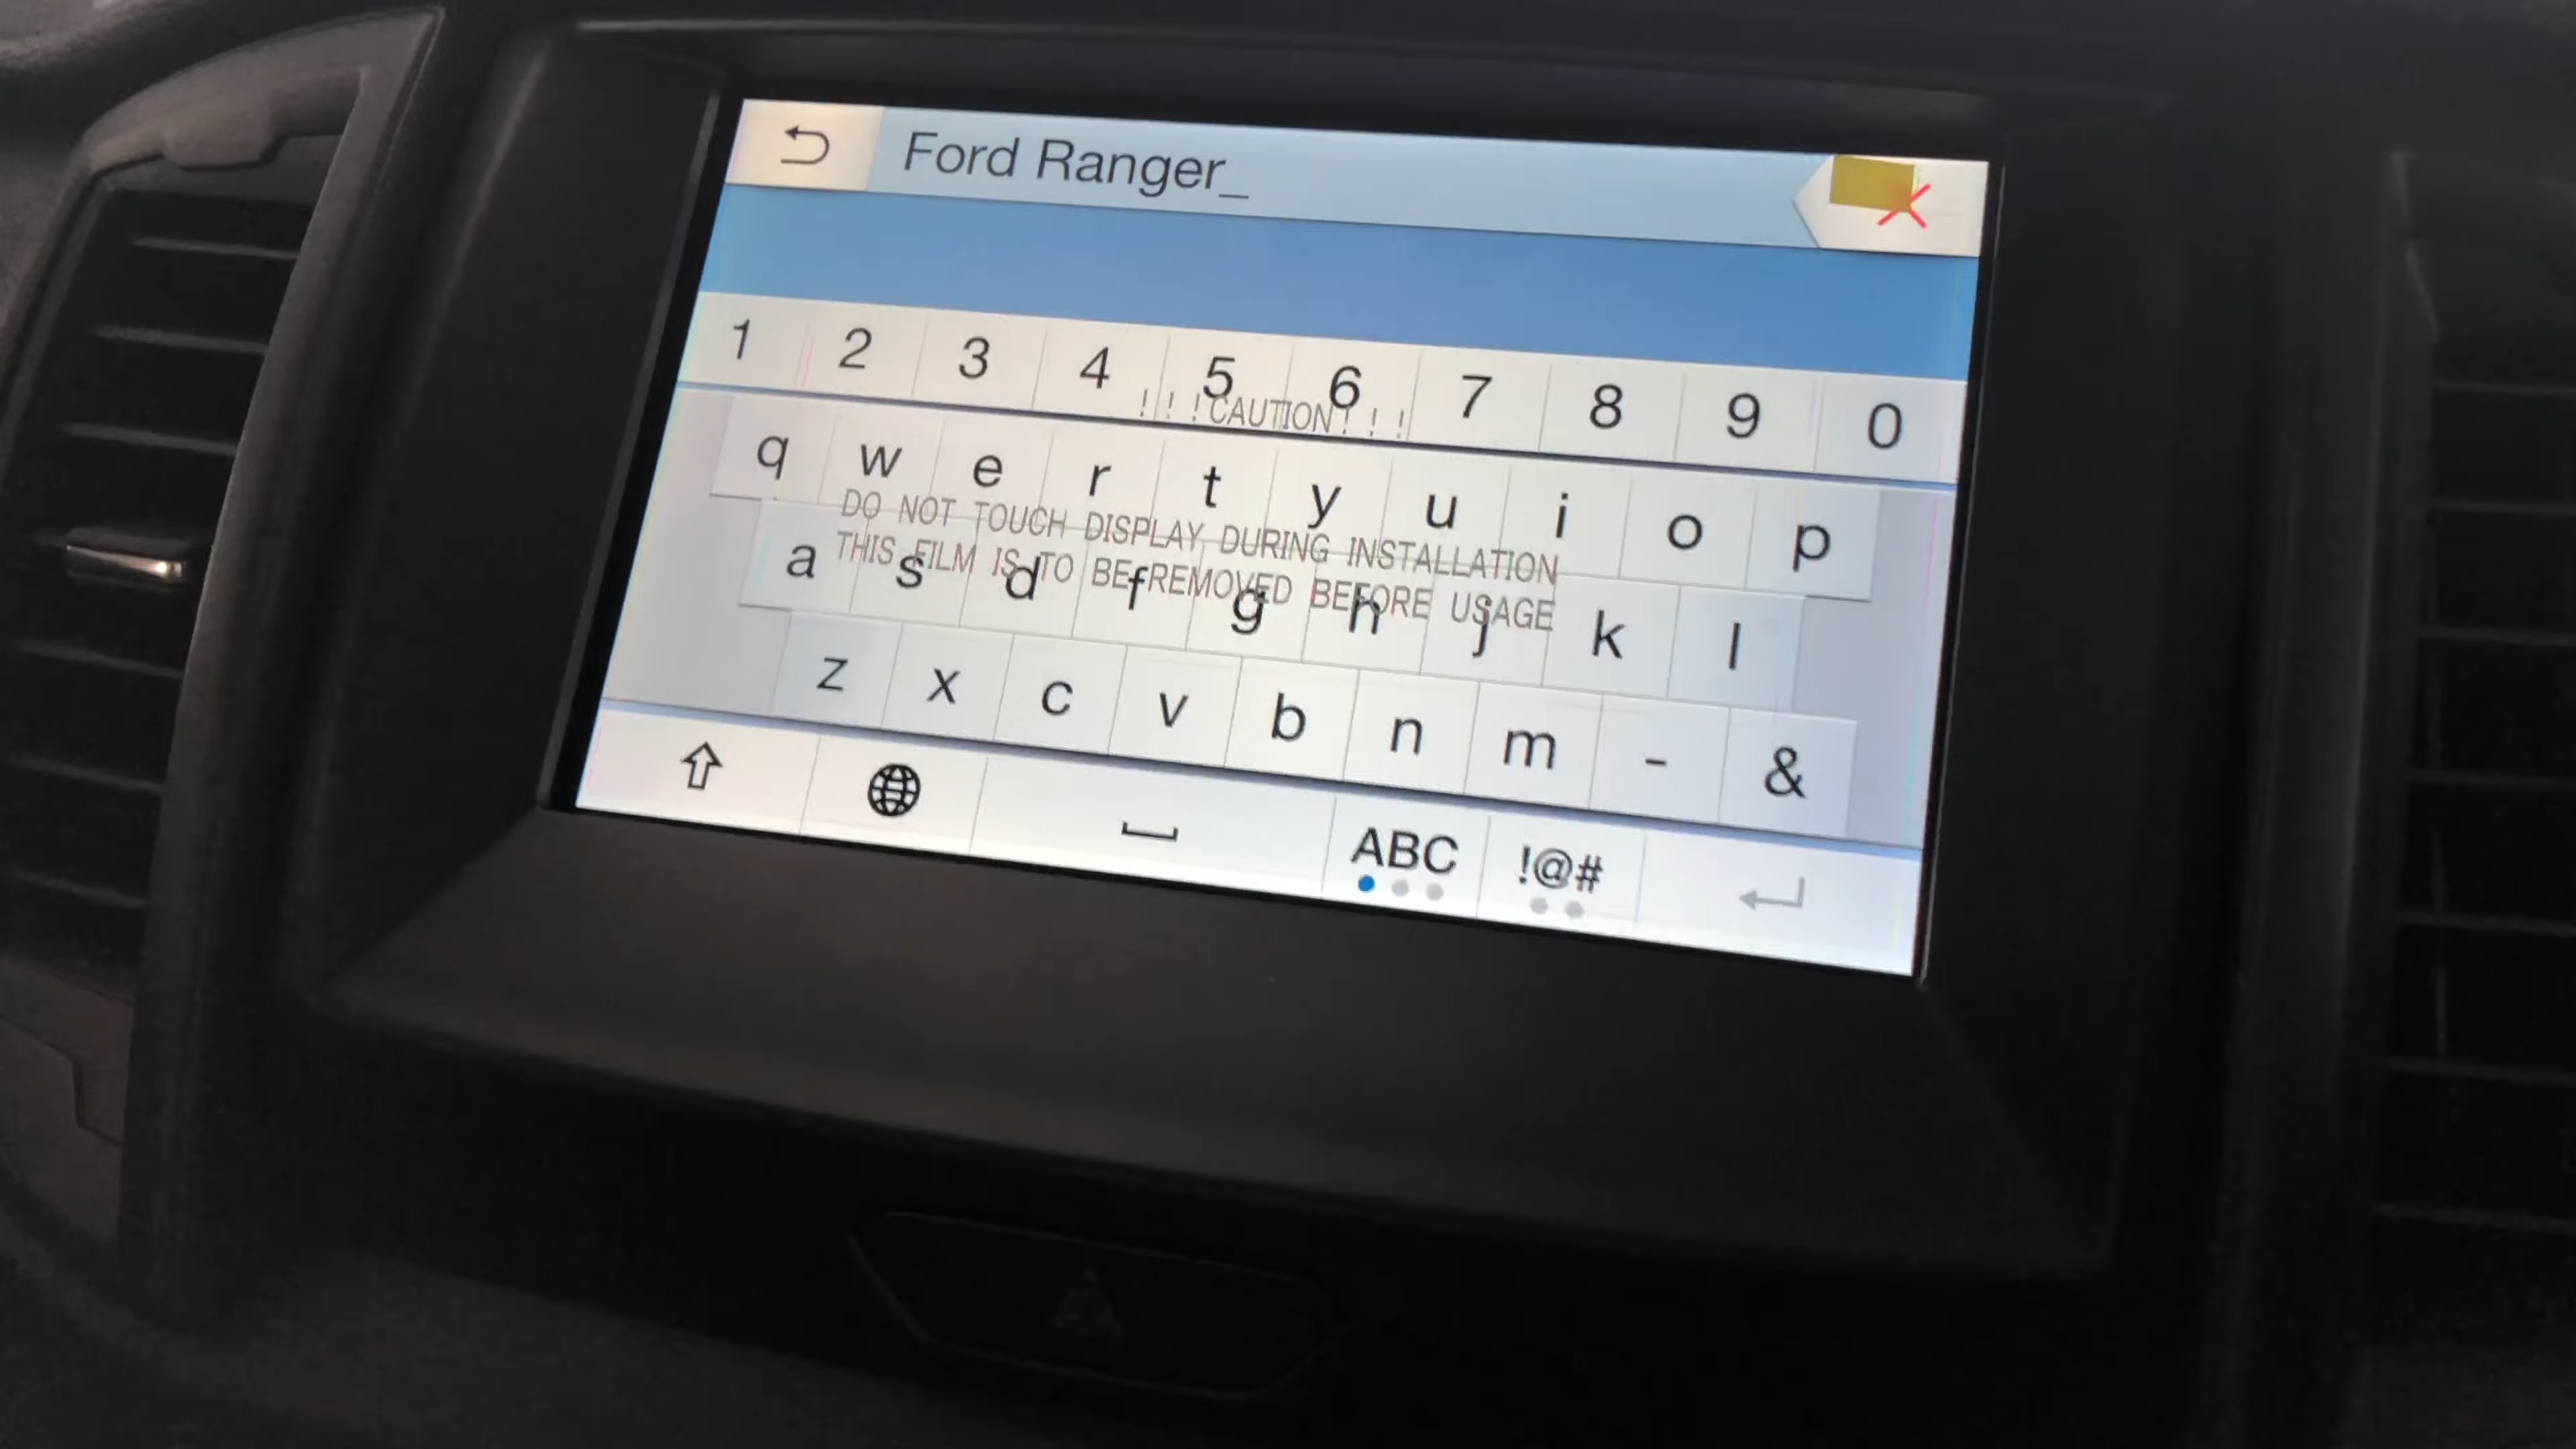 Ford Ranger_
1 2 3 4 5 6 7 8 9 0
! ! ! CAUTION ! ! !
q w e r t y u i o p
DO NOT TOUCH DISPLAY DURING INSTALLATION
THIS FILM IS TO BE REMOVED BEFORE USAGE
a s d f g h j k l
z x c v b n m - &
ABC !@#